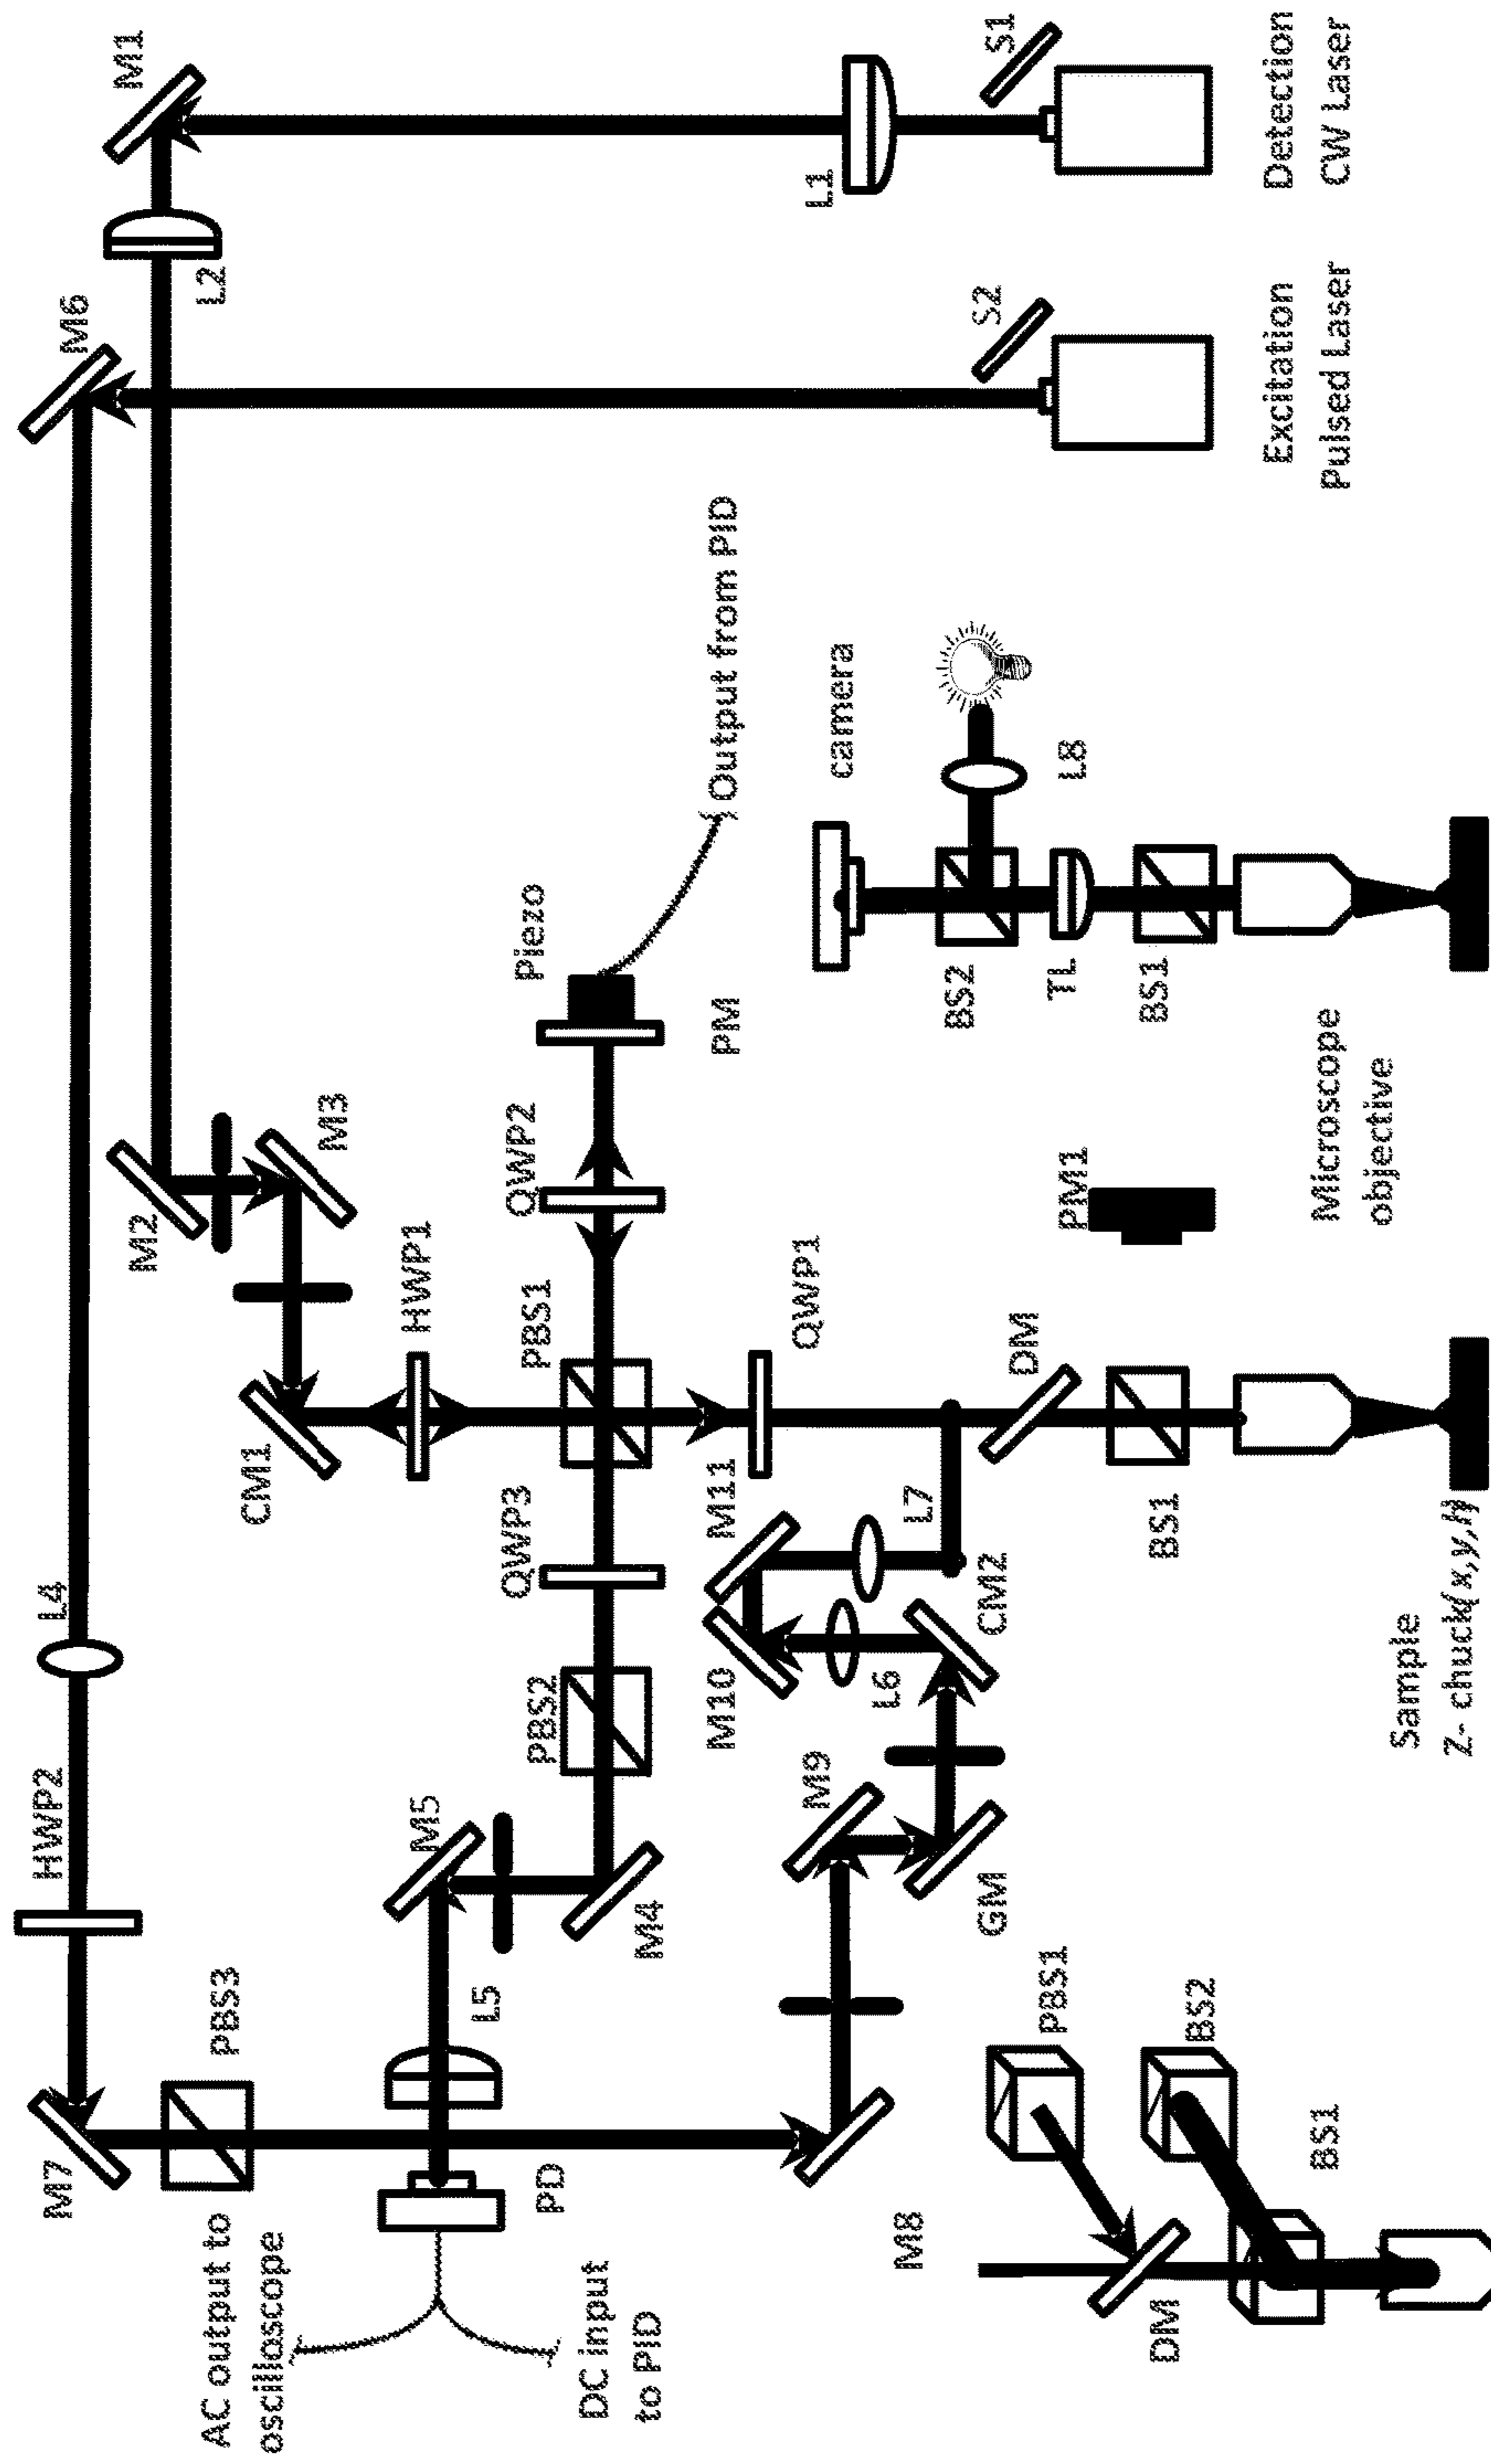 M1
S1
Detection
CW Laser
L1
L2
M6
S2
Excitation
Pulsed Laser
Output from PID
camera
L8
Piezo
PM
BS2
TL
BS1
Microscope
objective
M3
M2
QWP2
PM1
HWP1
PBS1
QWP1
DM
CM1
QWP3
M11
L7
CM2
BS1
Sample
Z- chuck(x,y,h)
L4
HWP2
PBS2
M10
L6
M5
M9
M4
GM
L5
PBS3
M7
PD
M8
AC output to
oscilloscope
DC input
to PID
PBS1
BS2
BS1
DM